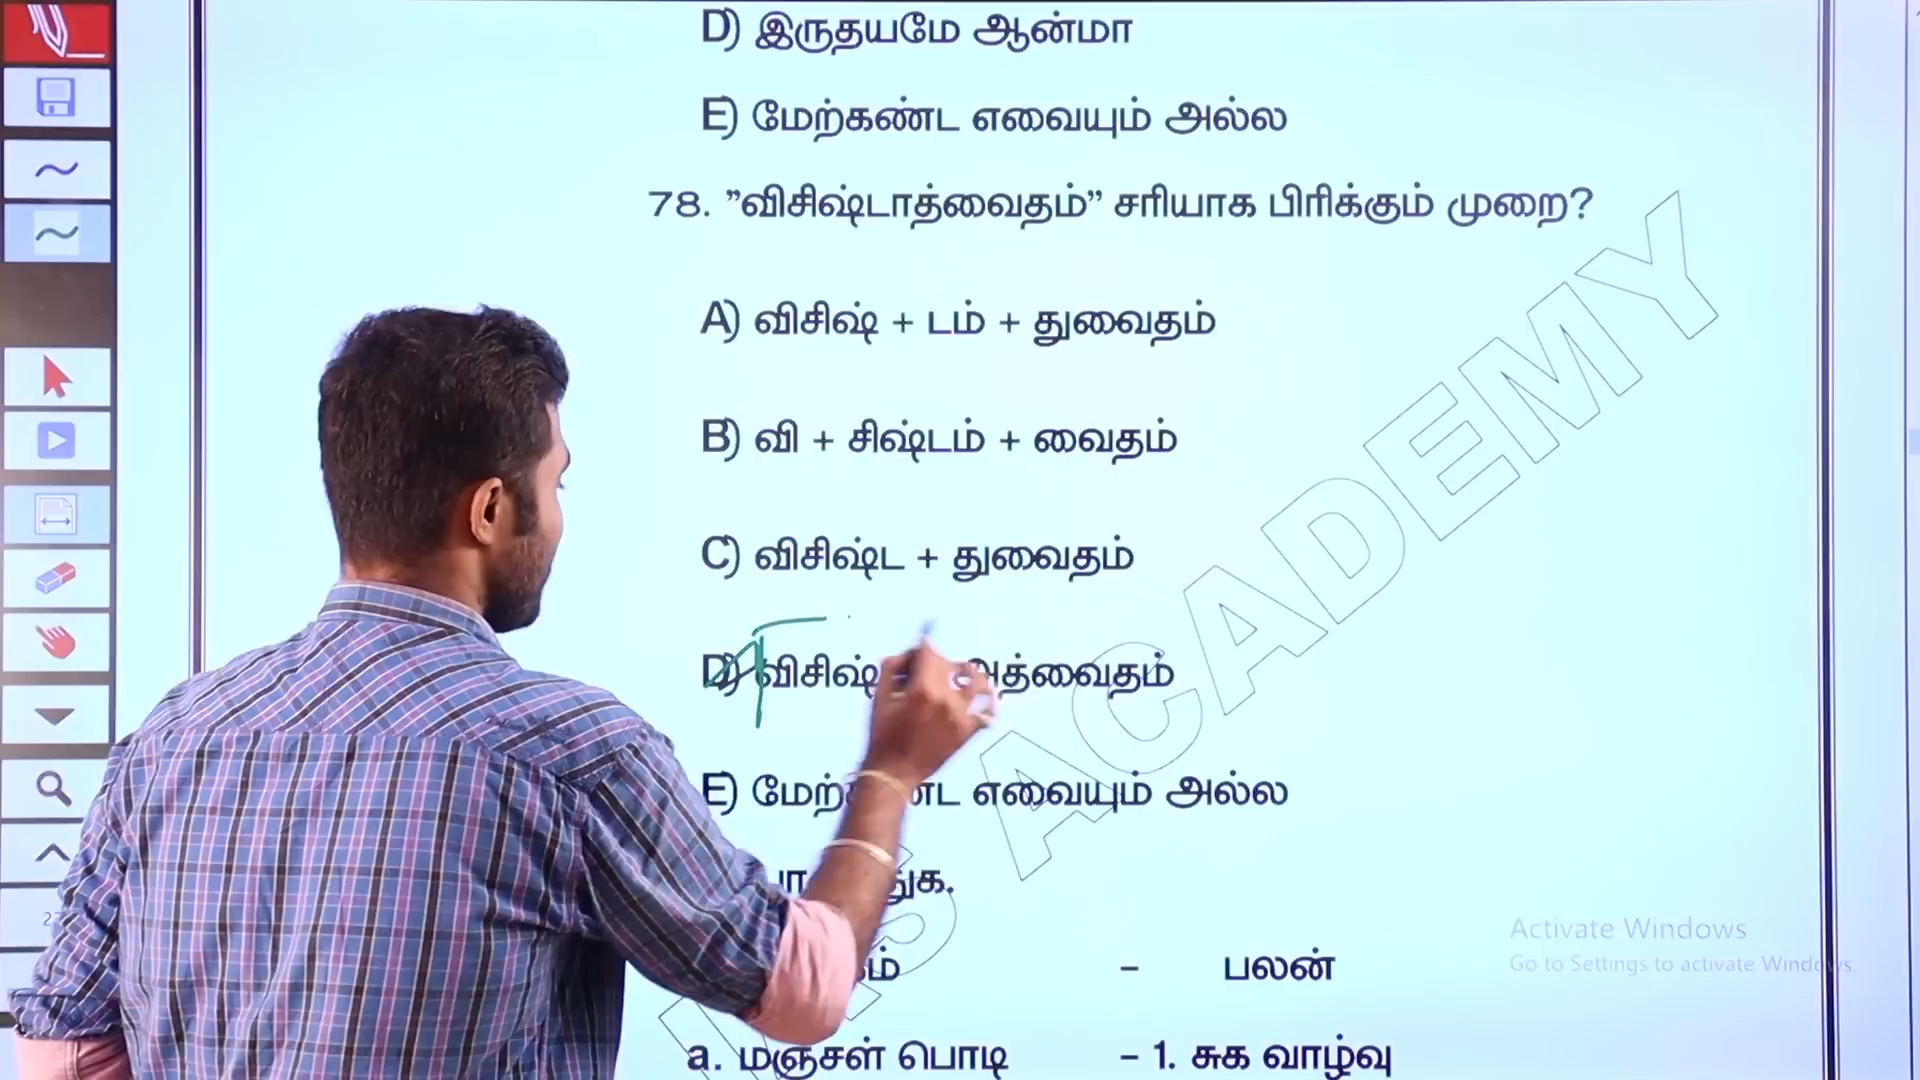 D) இருதயமே ஆன்மா
E) மேற்கண்ட எவையும் அல்ல
78. ”விசிஷ்டாத்வைதம்” சரியாக பிரிக்கும் முறை?
A) விசிஷ் + டம் + துவைதம்
B) வி + சிஷ்டம் + வைதம்
C) விசிஷ்ட + துவைதம்
D) அத்வைதம்
E) எவையும் அல்ல
– பலன்
a. மஞ்சள் பொடி – 1. சுக வாழ்வு
ACADEMY
Activate Windows
Go to Settings to activate Windows.